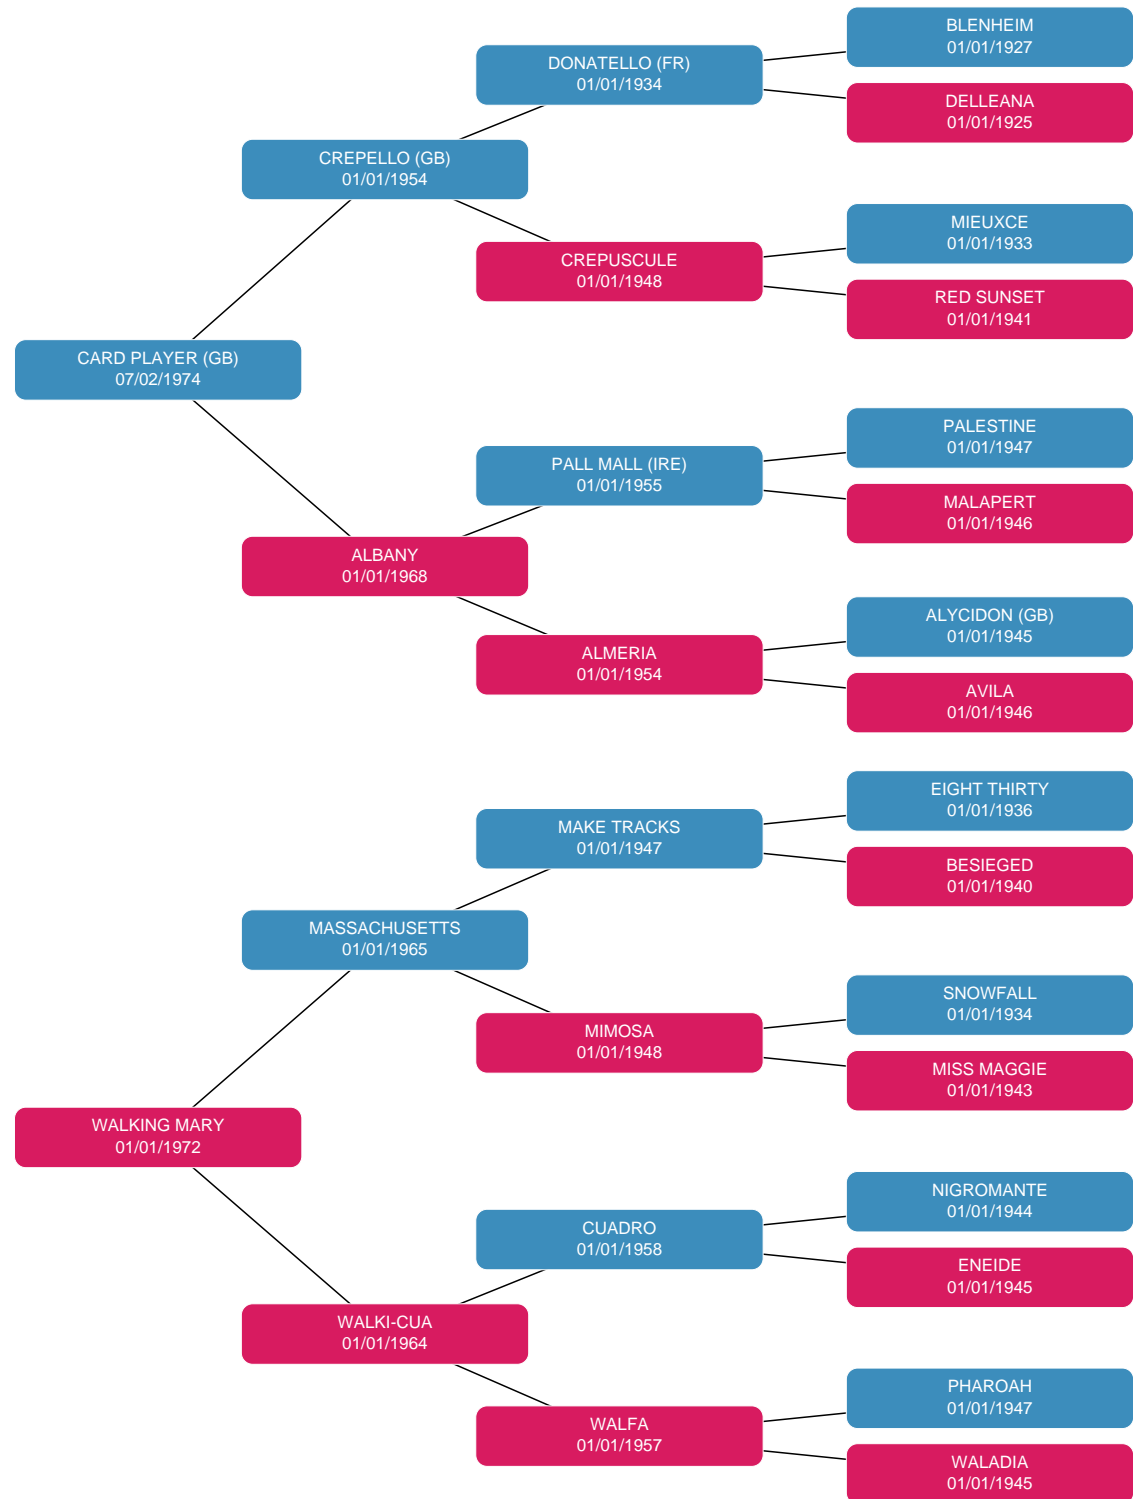 BLENHEIM
01/01/1927
DONATELLO (FR)
01/01/1934
DELLEANA
01/01/1925
CREPELLO (GB)
01/01/1954
MIEUXCE
01/01/1933
CREPUSCULE
01/01/1948
RED SUNSET
01/01/1941
CARD PLAYER (GB)
07/02/1974
PALESTINE
01/01/1947
PALL MALL (IRE)
01/01/1955
MALAPERT
01/01/1946
ALBANY
01/01/1968
ALYCIDON (GB)
01/01/1945
ALMERIA
01/01/1954
AVILA
01/01/1946
EIGHT THIRTY
01/01/1936
MAKE TRACKS
01/01/1947
BESIEGED
01/01/1940
MASSACHUSETTS
01/01/1965
SNOWFALL
01/01/1934
MIMOSA
01/01/1948
MISS MAGGIE
01/01/1943
WALKING MARY
01/01/1972
NIGROMANTE
01/01/1944
CUADRO
01/01/1958
ENEIDE
01/01/1945
WALKI-CUA
01/01/1964
PHAROAH
01/01/1947
WALFA
01/01/1957
WALADIA
01/01/1945